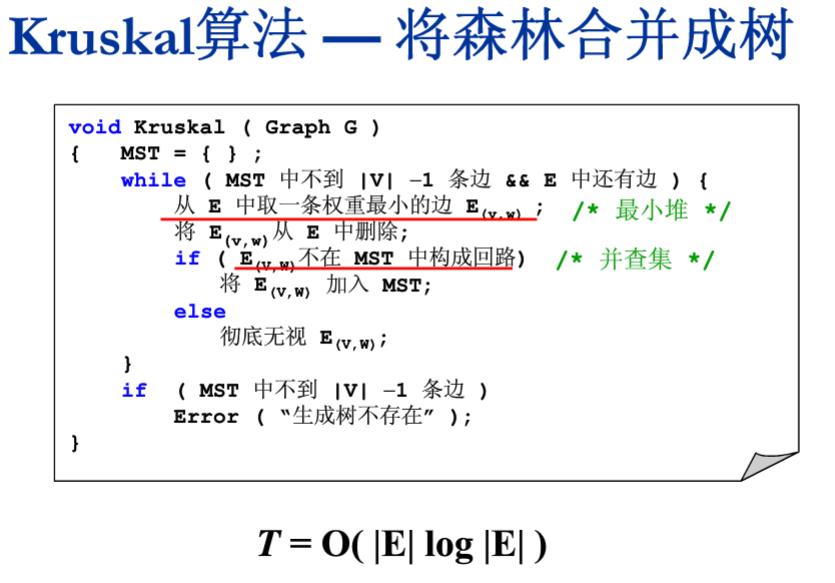 Kruskal算法 — 将森林合并成树
void Kruskal ( Graph G )
{ MST = { } ;
while ( MST 中不到 |V| −1 条边 && E 中还有边 ) {
从 E 中取一条权重最小的边 E(v,w) ; /* 最小堆 */
将 E(v,w)从 E 中删除;
if ( E(V,W)不在 MST 中构成回路) /* 并查集 */
将 E(V,W) 加入 MST;
else
彻底无视 E(V,W);
}
if ( MST 中不到 |V| −1 条边 )
Error ( “生成树不存在” );
}
T = O( |E| log |E| )